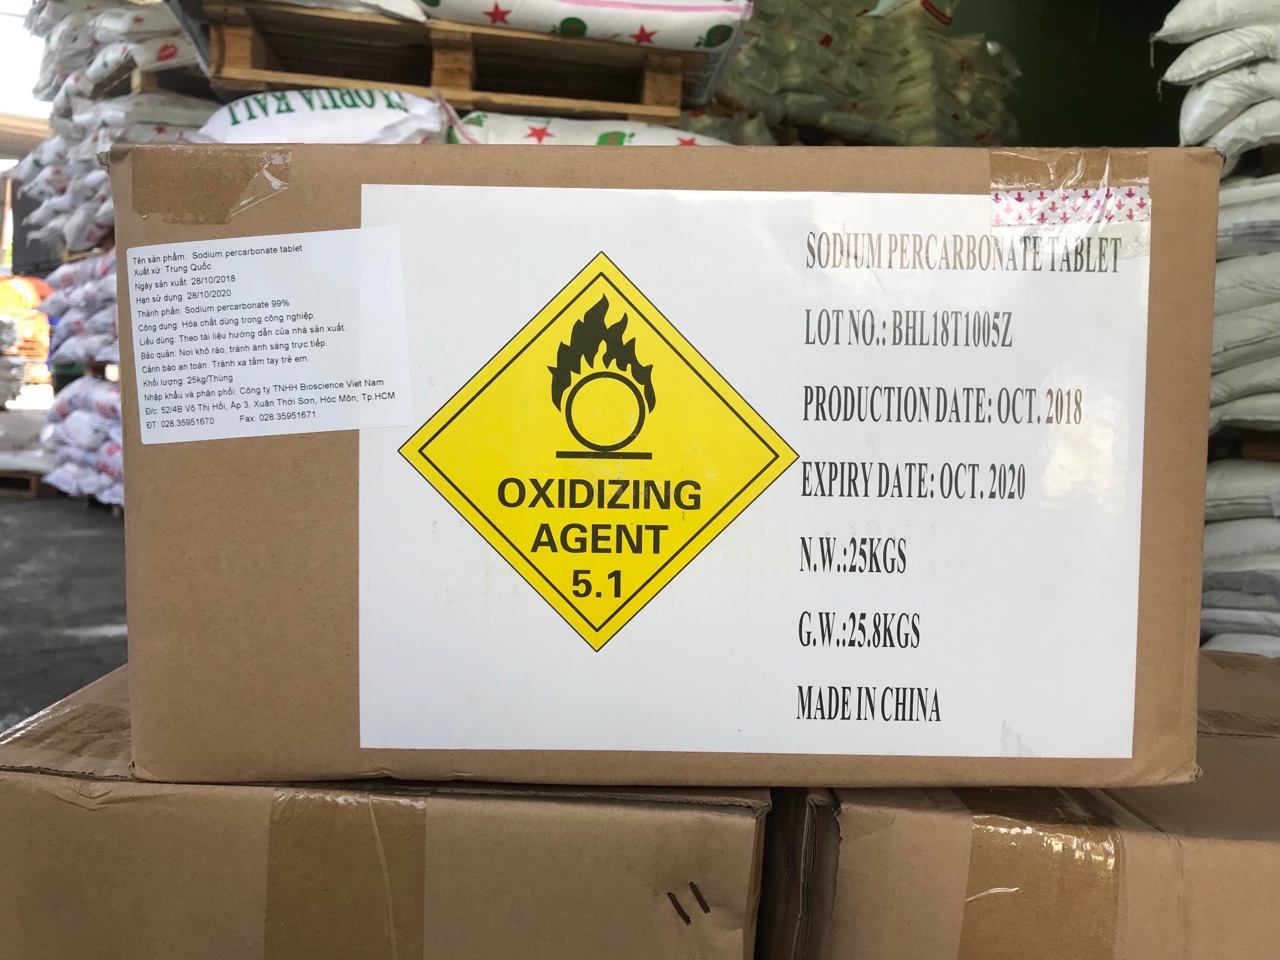 GLORIA KALI
Tên sản phẩm: Sodium percarbonate tablet
Xuất xứ: Trung Quốc
Ngày sản xuất: 28/10/2018
Hạn sử dụng: 28/10/2020
Thành phần: Sodium percarbonate 99%
Công dụng: Hóa chất dùng trong công nghiệp.
Liều dùng: Theo tài liệu hướng dẫn của nhà sản xuất.
Bảo quản: Nơi khô ráo, tránh ánh sáng trực tiếp.
Cảnh báo an toàn: Tránh xa tầm tay trẻ em.
Khối lượng: 25kg/Thùng
Nhập khẩu và phân phối: Công ty TNHH Bioscience Viet Nam
Đ/c: 52/4B Võ Thị Hồi, Ấp 3, Xuân Thới Sơn, Hóc Môn, Tp.HCM
ĐT: 028.35951670 Fax: 028.35951671
OXIDIZING
AGENT
5.1
SODIUM PERCARBONATE TABLET
LOT NO.: BHL18T1005Z
PRODUCTION DATE: OCT. 2018
EXPIRY DATE: OCT. 2020
N.W.:25KGS
G.W.:25.8KGS
MADE IN CHINA